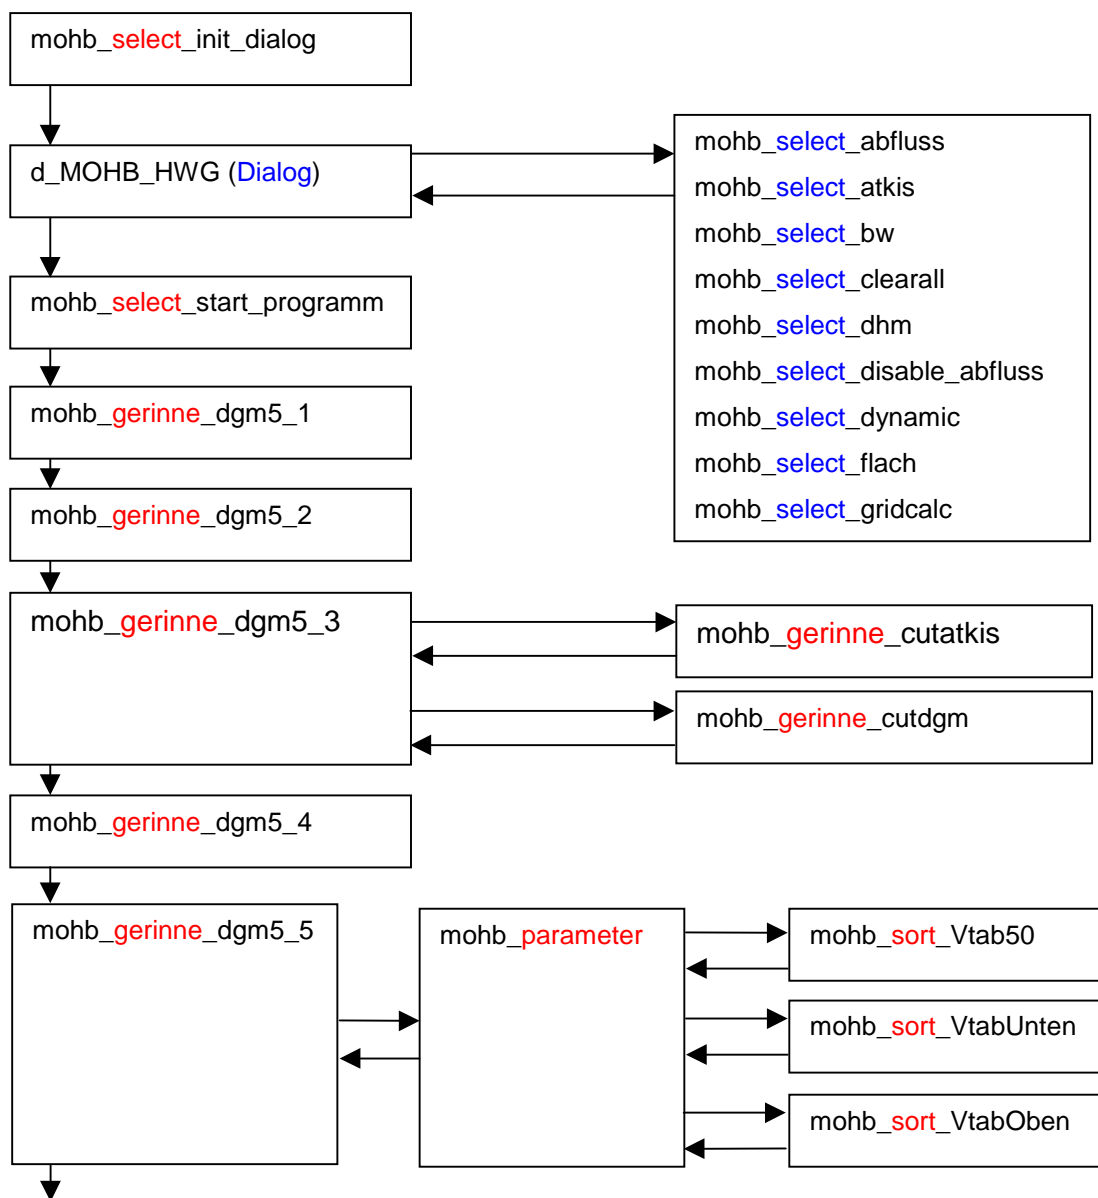 mohb_select_init_dialog
d_MOHB_HWG (Dialog)
mohb_select_abfluss
mohb_select_atkis
mohb_select_bw
mohb_select_clearall
mohb_select_dhm
mohb_select_disable_abfluss
mohb_select_dynamic
mohb_select_flach
mohb_select_gridcalc
mohb_select_start_programm
mohb_gerinne_dgm5_1
mohb_gerinne_dgm5_2
mohb_gerinne_dgm5_3
mohb_gerinne_cutatkis
mohb_gerinne_cutdgm
mohb_gerinne_dgm5_4
mohb_gerinne_dgm5_5
mohb_parameter
mohb_sort_Vtab50
mohb_sort_VtabUnten
mohb_sort_VtabOben